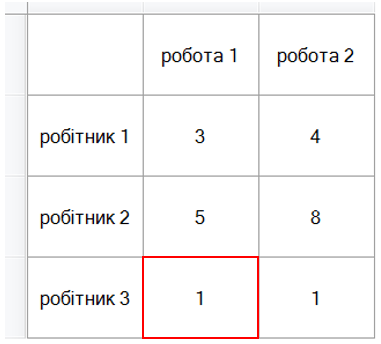 робота 1 робота 2
робітник 1 3 4
робітник 2 5 8
робітник 3 1 1